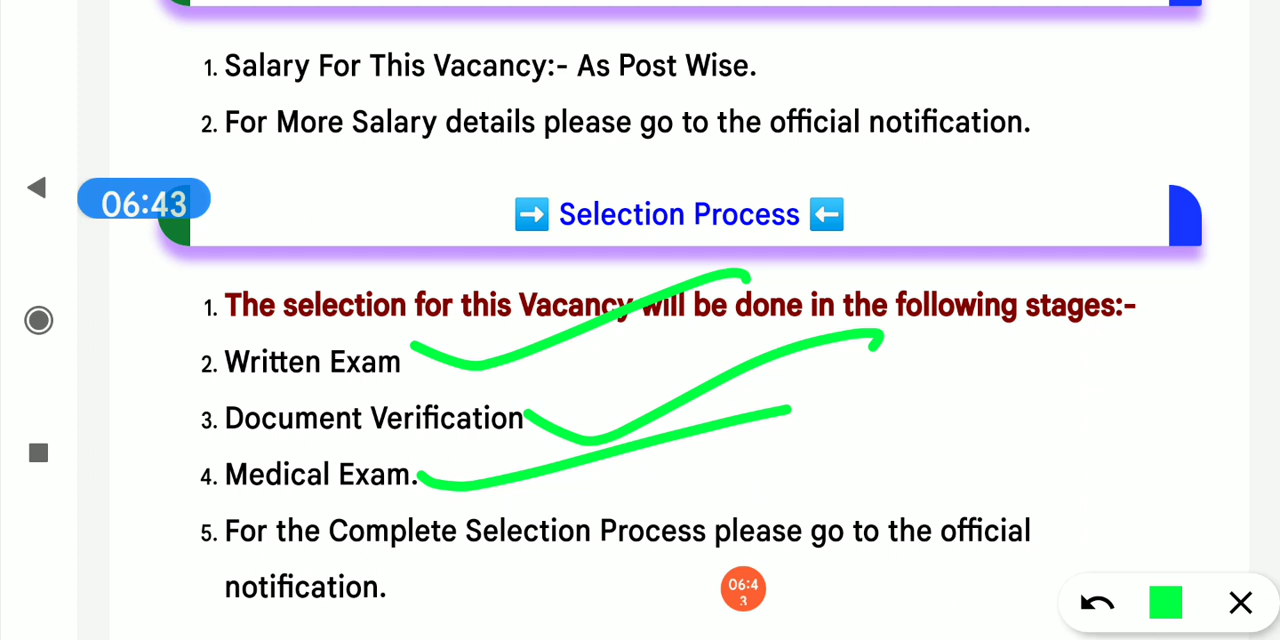 1. Salary For This Vacancy:- As Post Wise.
2. For More Salary details please go to the official notification.
06:43
➡ Selection Process ⬅
1. The selection for this Vacancy will be done in the following stages:-
2. Written Exam
3. Document Verification
4. Medical Exam.
5. For the Complete Selection Process please go to the official
notification.
06:4
3